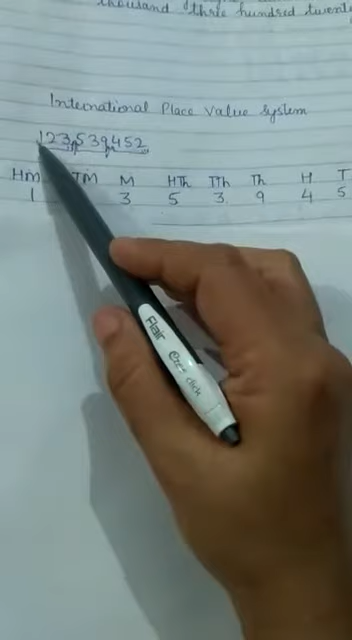 thousand three hundred twenty
International Place Value System
123,539,452
HM TM M HTh TTh Th H T
1 3 5 3 9 4 5
Flair
click